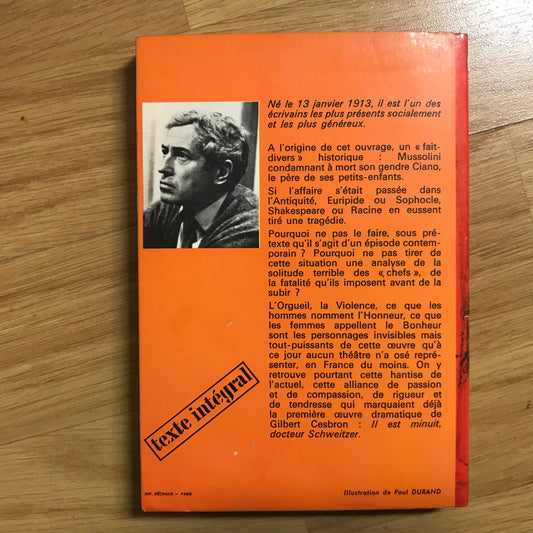 Né le 13 janvier 1913, il est l'un des
écrivains les plus présents socialement
et les plus généreux.
A l'origine de cet ouvrage, un « fait-
divers » historique : Mussolini
condamnant à mort son gendre Ciano,
le père de ses petits-enfants.
Si l'affaire s'était passée dans
l'Antiquité, Euripide ou Sophocle,
Shakespeare ou Racine en eussent
tiré une tragédie.
Pourquoi ne pas le faire, sous pré-
texte qu'il s'agit d'un épisode contem-
porain ? Pourquoi ne pas tirer de
cette situation une analyse de la
solitude terrible des « chefs », de
la fatalité qu'ils imposent avant de la
subir ?
L'Orgueil, la Violence, ce que les
hommes nomment l'Honneur, ce que
les femmes appellent le Bonheur
sont les personnages invisibles mais
tout-puissants de cette œuvre qu'à
ce jour aucun théâtre n'a osé repré-
senter, en France du moins. On y
retrouve pourtant cette hantise de
l'actuel, cette alliance de passion
et de compassion, de rigueur et
de tendresse qui marquaient déjà
la première œuvre dramatique de
Gilbert Cesbron : Il est minuit,
docteur Schweitzer.
texte intégral
IMP. DÉCHAUX - PARIS
Illustration de Paul DURAND